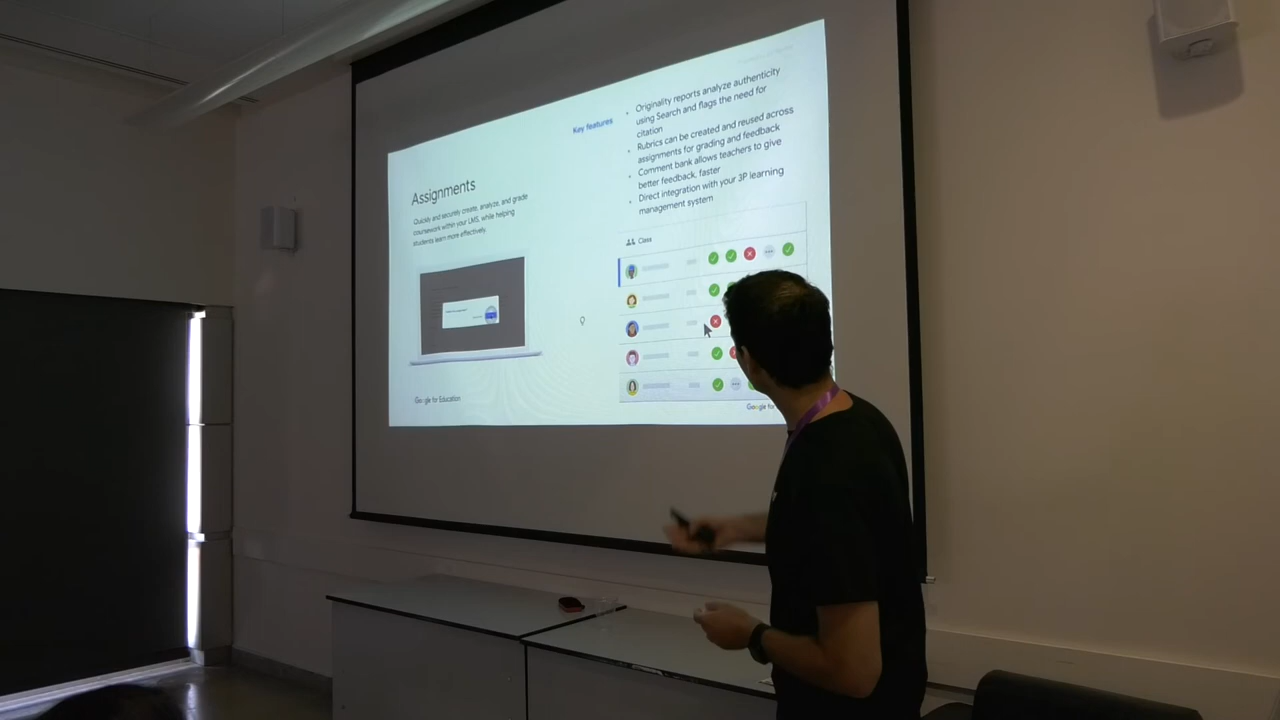 Assignments
Quickly and securely create, analyze, and grade
coursework within your LMS, while helping
students learn more effectively.
Google for Education
Key features
Originality reports analyze authenticity
using Search and flags the need for
citation
Rubrics can be created and reused across
assignments for grading and feedback
Comment bank allows teachers to give
better feedback, faster
Direct integration with your 3P learning
management system
Class
Google for